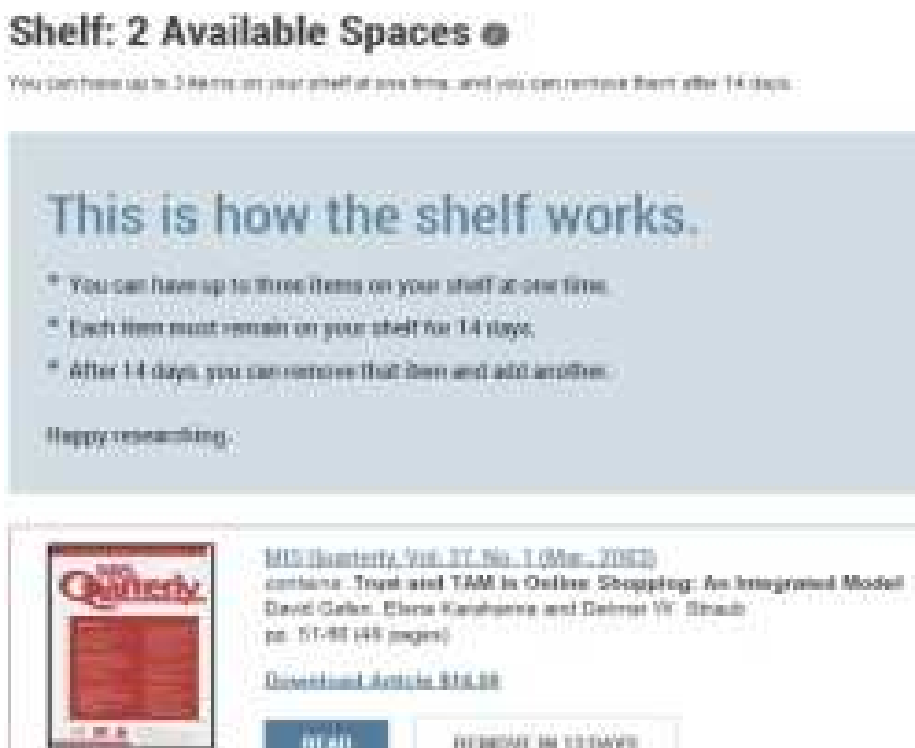 Shelf: 2 Available Spaces
You can have up to 3 items on your shelf at one time, and you can remove them after 14 days.
This is how the shelf works.
* You can have up to three items on your shelf at one time.
* Each item must remain on your shelf for 14 days.
* After 14 days, you can remove that item and add another.
Happy researching.
Quarterly
MIS Quarterly, Vol. 27, No. 1 (Mar., 2003)
contains: Trust and TAM in Online Shopping: An Integrated Model
David Gefen, Elena Karahanna and Detmar W. Straub
pp. 51-90 (40 pages)
Download Article
READ
REMOVE IN 13 DAYS